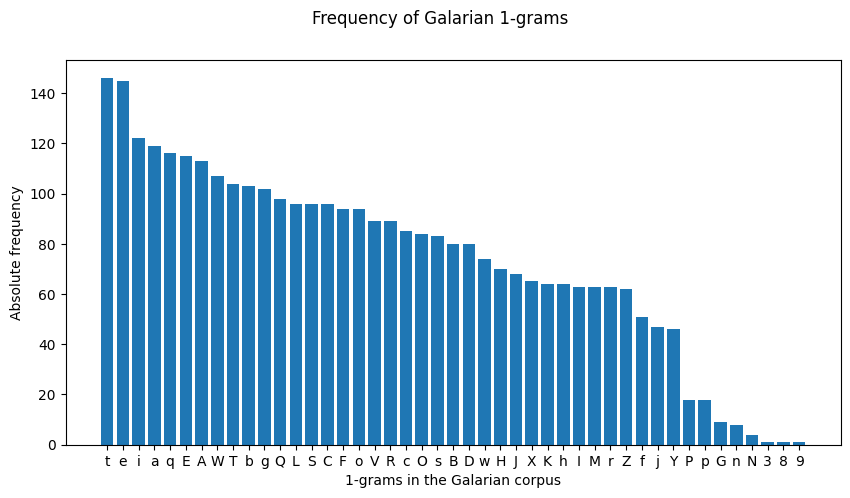 Frequency of Galarian 1-grams
140
120
100
80
60
40
20
0
Absolute frequency
t e i a q E A W T b g Q L S C F o V R c O s B D w H J X K h I M r Z f j Y P p G n N 3 8 9
1-grams in the Galarian corpus